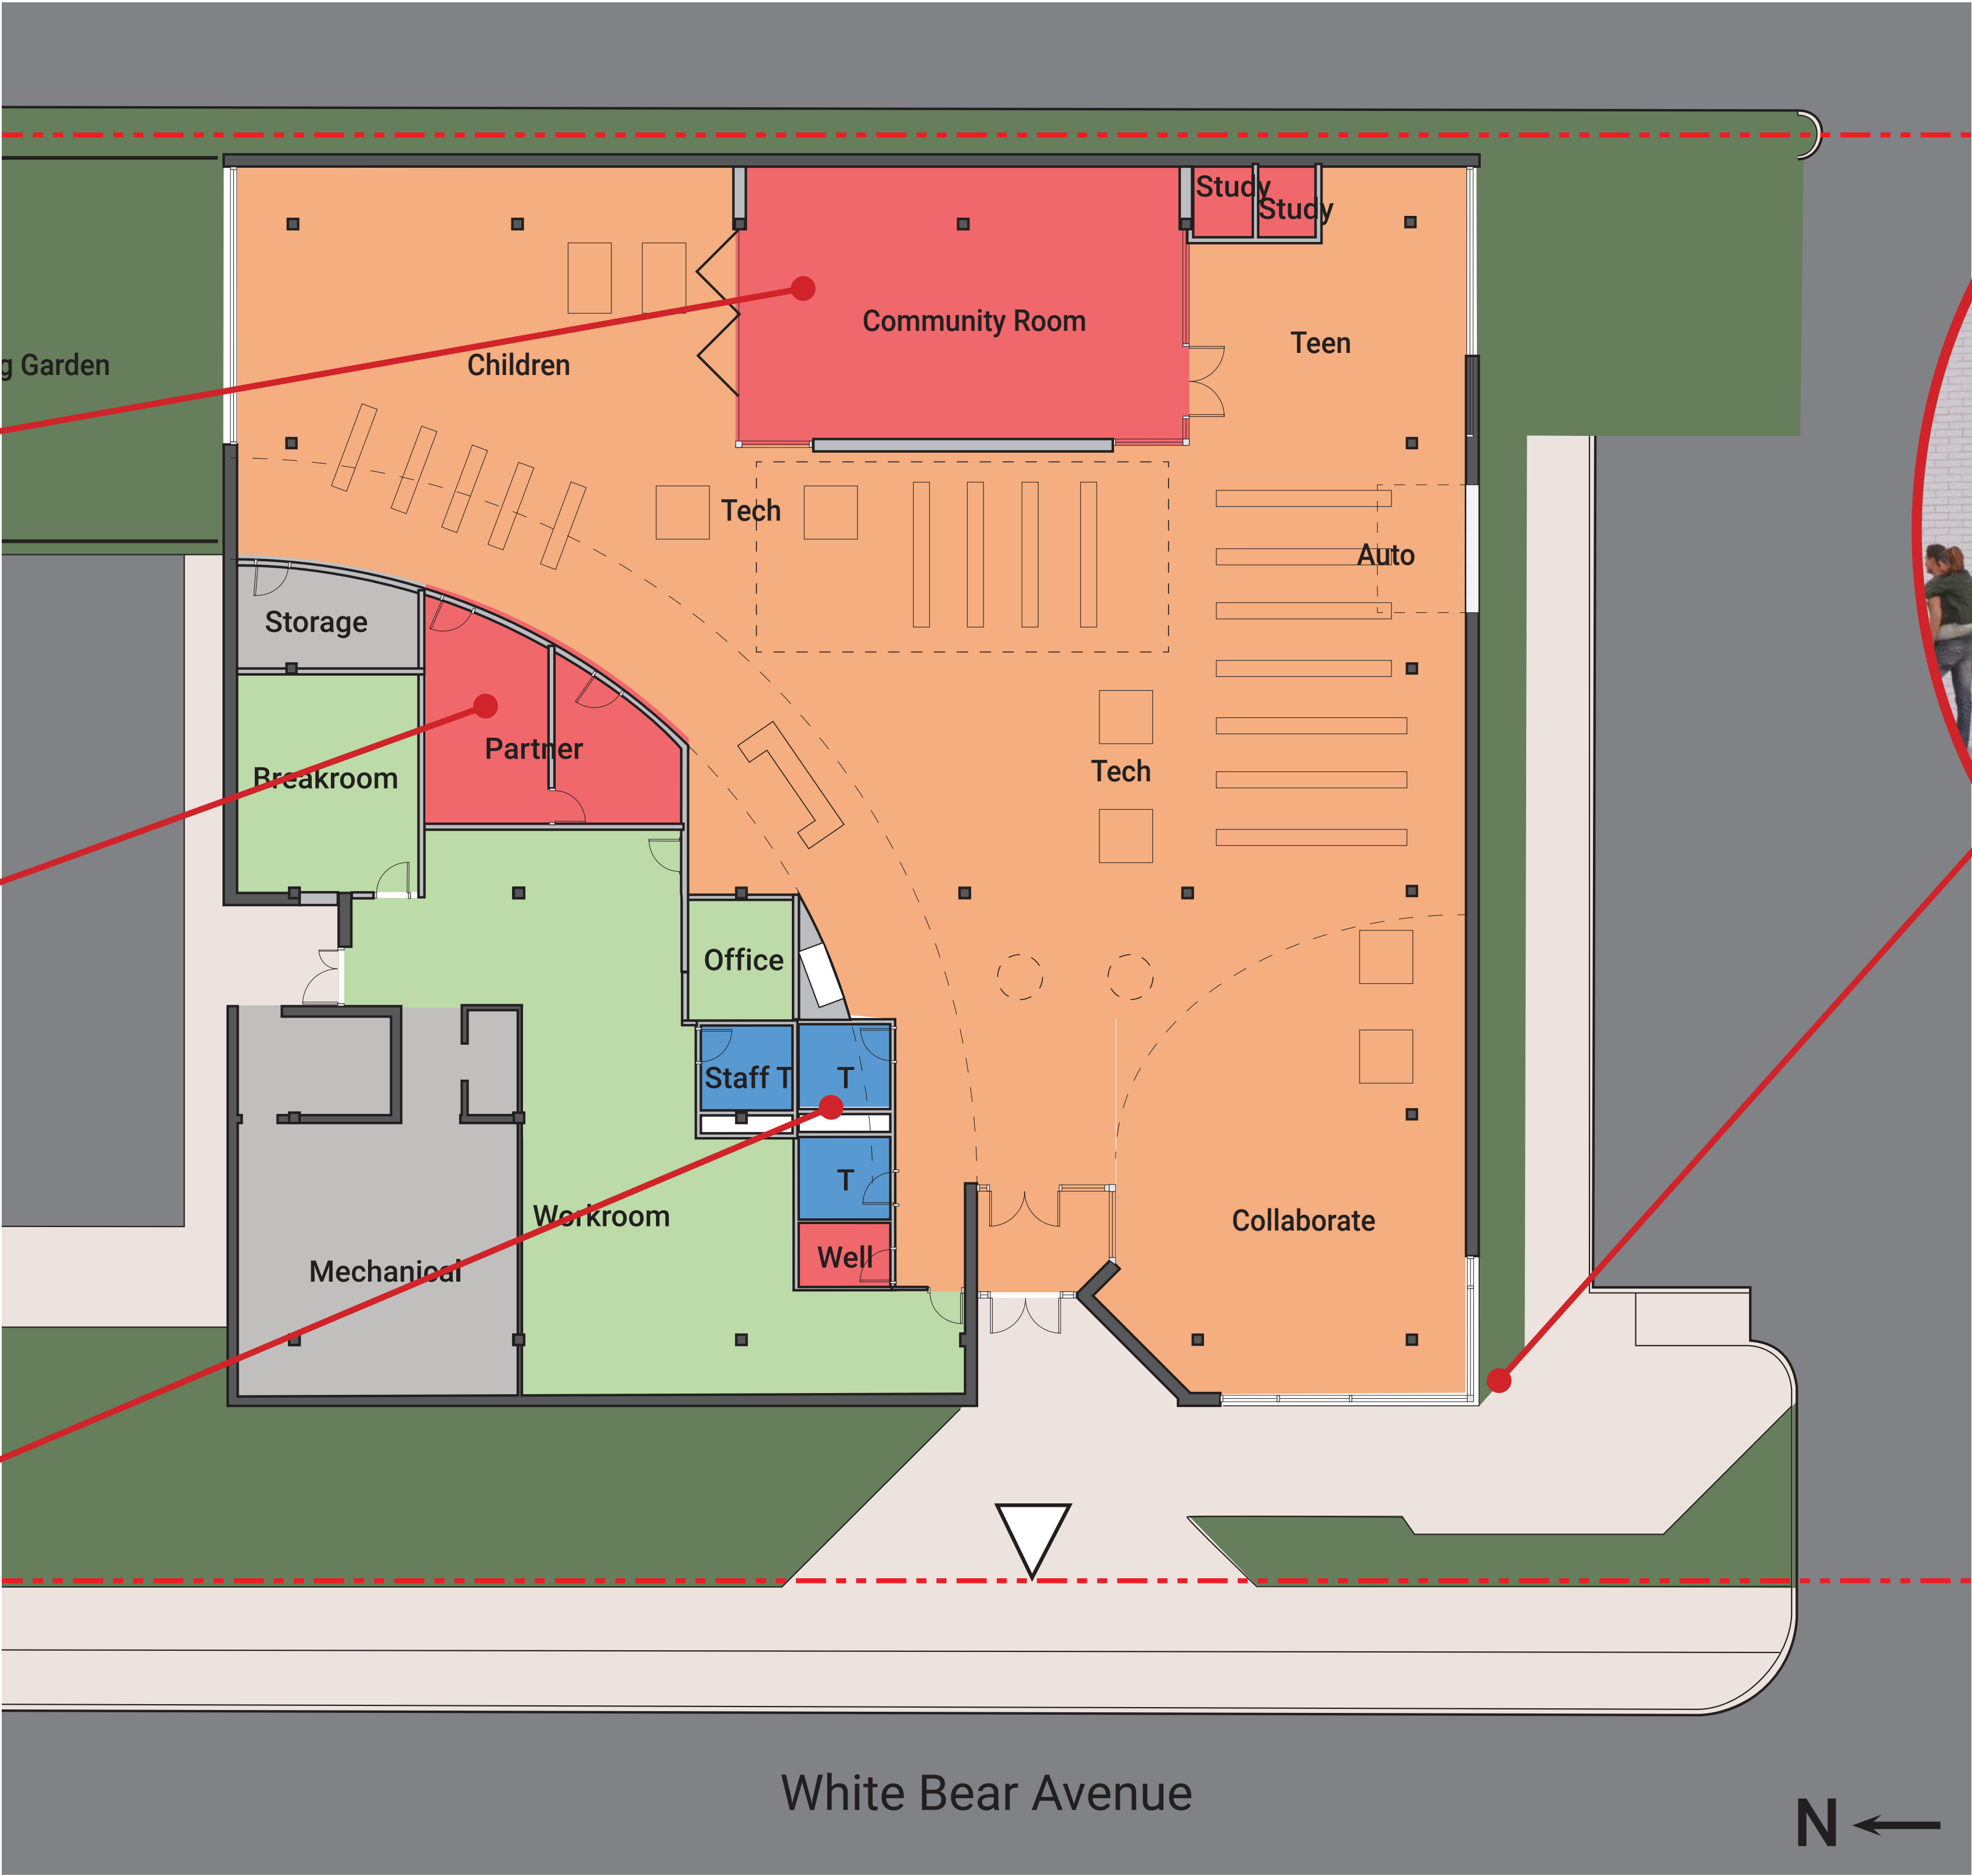 Study
Study
Community Room
Teen
g Garden
Children
Tech
Auto
Storage
Partner
Breakroom
Tech
Office
Staff T
T
T
Workroom
Collaborate
Well
Mechanical
White Bear Avenue
N